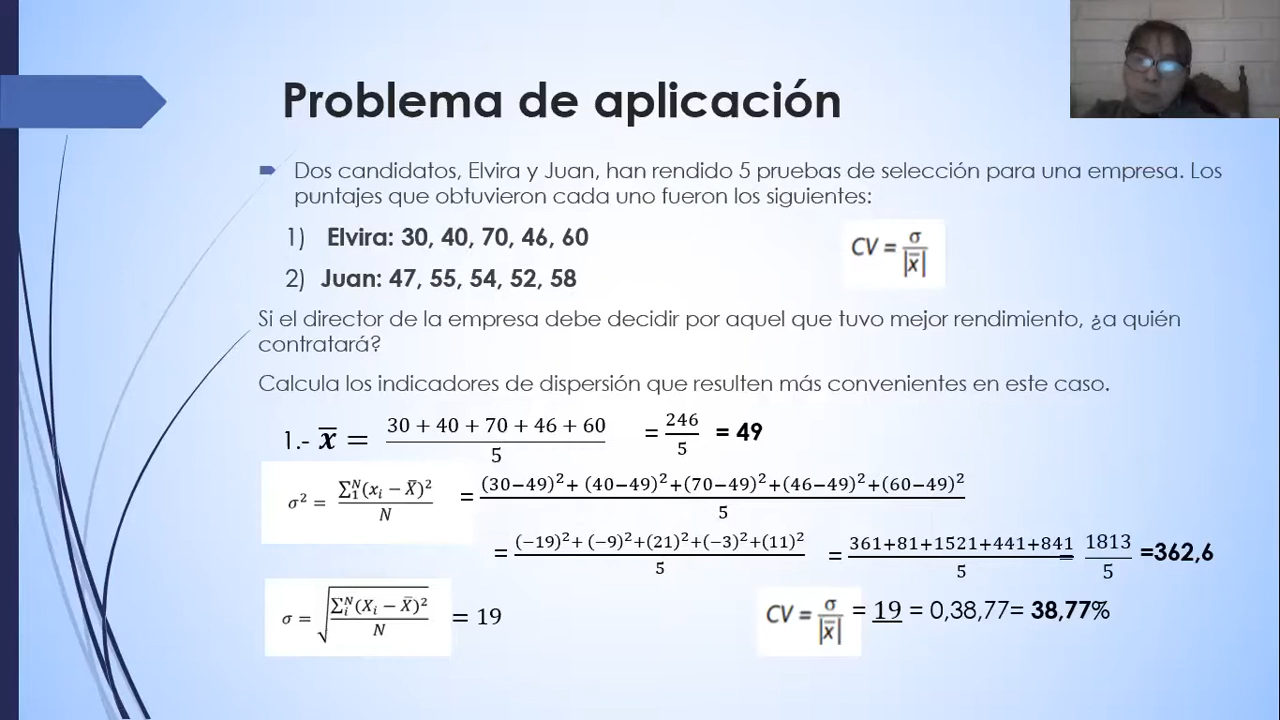 Problema de aplicación
Dos candidatos, Elvira y Juan, han rendido 5 pruebas de selección para una empresa. Los
puntajes que obtuvieron cada uno fueron los siguientes:
1) Elvira: 30, 40, 70, 46, 60
CV = σ / |x̅|
2) Juan: 47, 55, 54, 52, 58
Si el director de la empresa debe decidir por aquel que tuvo mejor rendimiento, ¿a quién
contratará?
Calcula los indicadores de dispersión que resulten más convenientes en este caso.
1.- x̅ = (30 + 40 + 70 + 46 + 60) / 5 = 246 / 5 = 49
σ² = ∑₁ᴺ(xᵢ − X̅)² / N = ((30−49)²+ (40−49)²+(70−49)²+(46−49)²+(60−49)²) / 5
= ((−19)²+ (−9)²+(21)²+(−3)²+(11)²) / 5 = (361+81+1521+441+841) / 5 = 1813 / 5 =362,6
σ = √(∑ᵢᴺ(Xᵢ − X̅)² / N) = 19
CV = σ / |x̅| = 19 = 0,38,77= 38,77%